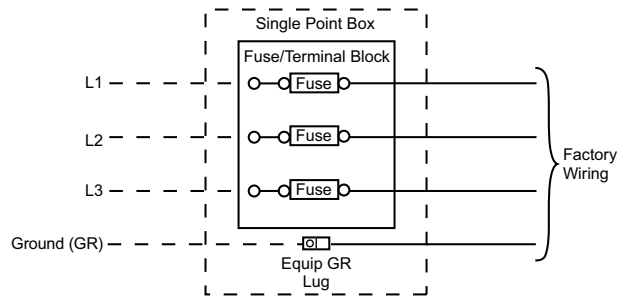 Single Point Box
Fuse/Terminal Block
L1
Fuse
L2
Fuse
L3
Fuse
Factory
Wiring
Ground (GR)
Equip GR
Lug